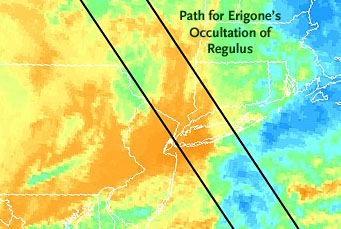 Path for Erigone's
Occultation of
Regulus